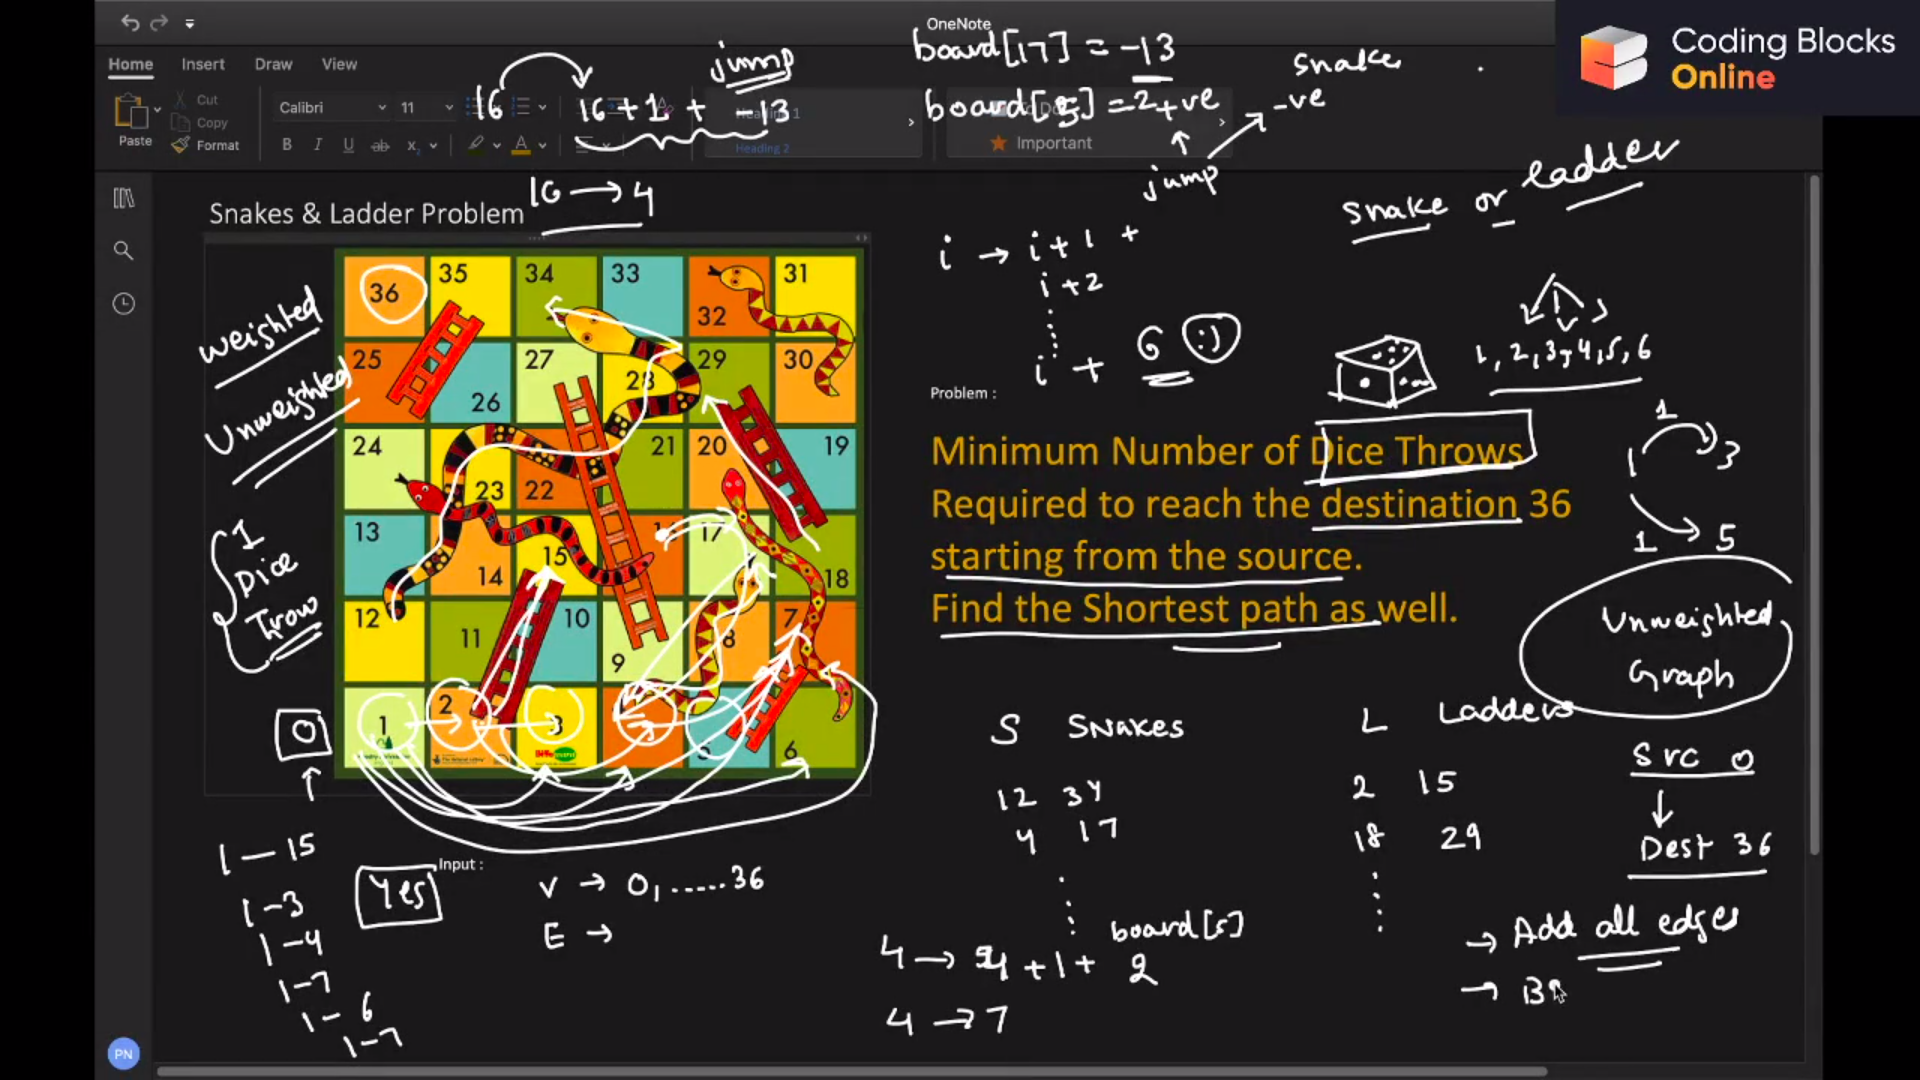 OneNote
Coding Blocks
Online
Home Insert Draw View
Cut
Copy
Format
Paste
Calibri 11
Heading 1
Heading 2
Important
16 16+1 + -13
jump
board[17] = -13
board[5] = 2 +ve
snake
-ve
jump
16 → 4
Snakes & Ladder Problem
i → i+1 +
i+2
i + 6 :)
snake or ladder
1, 2, 3, 4, 5, 6
weighted
Unweighted
36 35 34 33 32 31
25 26 27 28 29 30
24 23 22 21 20 19
13 14 15 17 18
12 11 10 9 8 7
1 2 3 5 6
1
Dice
Trow
0
Problem :
Minimum Number of Dice Throws
Required to reach the destination 36
starting from the source.
Find the Shortest path as well.
1 1 3
1 5
Unweighted
Graph
S Snakes
12 34
4 17
L Ladders
2 15
18 29
Src 0
Dest 36
1 - 15
1 - 3
1 - 4
1 - 7
1 - 6
1 - 7
Yes
Input :
V → 0, ......36
E →
board[5]
4 → 4 + 1 + 2
4 → 7
→ Add all edges
→ B
PN